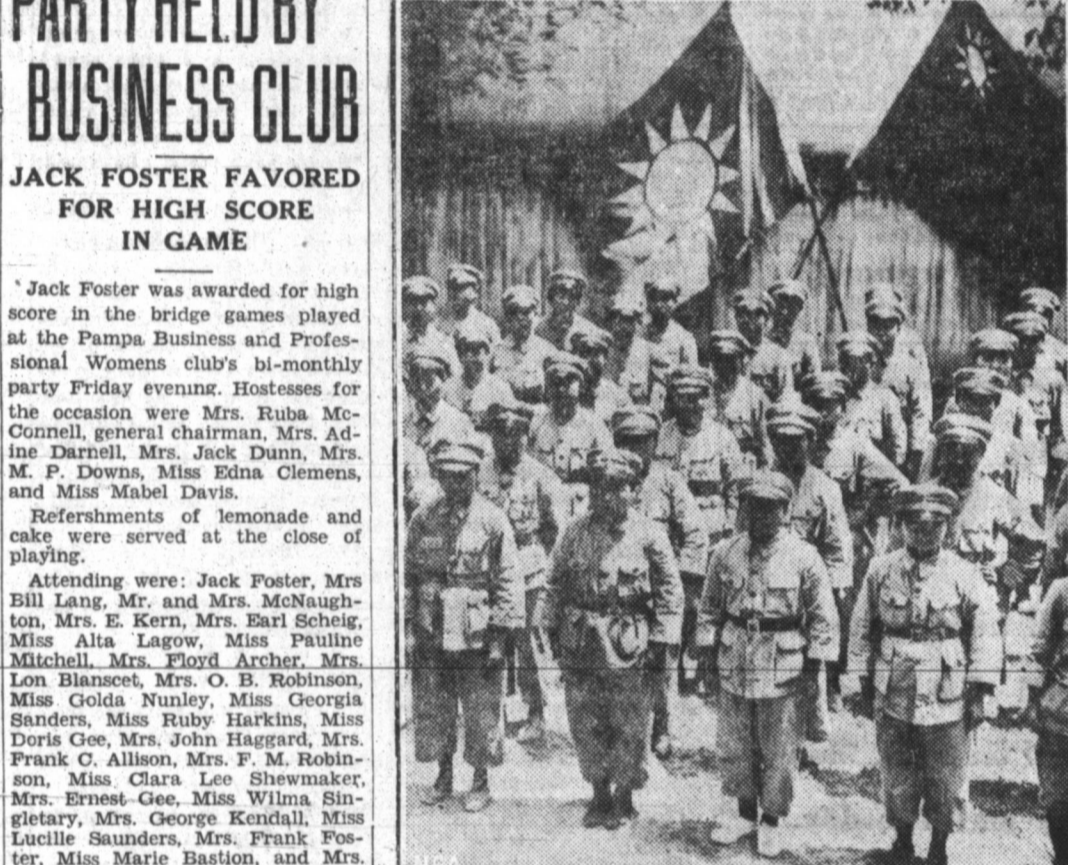 PARTY HELD BY
BUSINESS CLUB
JACK FOSTER FAVORED
FOR HIGH SCORE
IN GAME
Jack Foster was awarded for high
score in the bridge games played
at the Pampa Business and Profes-
sional Womens club's bi-monthly
party Friday evening. Hostesses for
the occasion were Mrs. Ruba Mc-
Connell, general chairman, Mrs. Ad-
ine Darnell, Mrs. Jack Dunn, Mrs.
M. P. Downs, Miss Edna Clemens,
and Miss Mabel Davis.
Refershments of lemonade and
cake were served at the close of
playing.
Attending were: Jack Foster, Mrs
Bill Lang, Mr. and Mrs. McNaugh-
ton, Mrs. E. Kern, Mrs. Earl Scheig,
Miss Alta Lagow, Miss Pauline
Mitchell, Mrs. Floyd Archer, Mrs.
Lon Blanscet, Mrs. O. B. Robinson,
Miss Golda Nunley, Miss Georgia
Sanders, Miss Ruby Harkins, Miss
Doris Gee, Mrs. John Haggard, Mrs.
Frank C. Allison, Mrs. F. M. Robin-
son, Miss Clara Lee Shewmaker,
Mrs. Ernest Gee, Miss Wilma Sin-
gletary, Mrs. George Kendall, Miss
Lucille Saunders, Mrs. Frank Fos-
ter, Miss Marie Bastion, and Mrs.